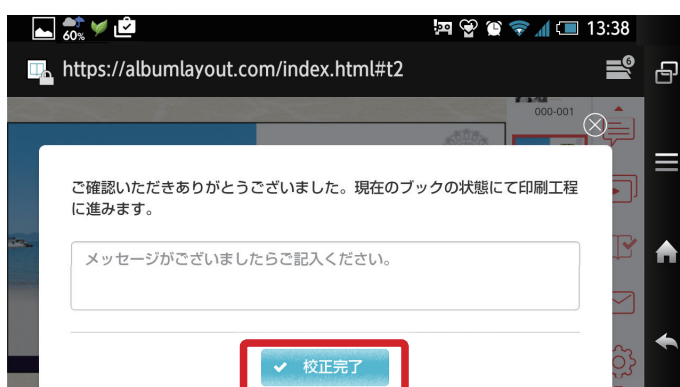 60%
13:38
https://albumlayout.com/index.html#t2
6
000-001
ご確認いただきありがとうございました。現在のブックの状態にて印刷工程
に進みます。
メッセージがございましたらご記入ください。
校正完了